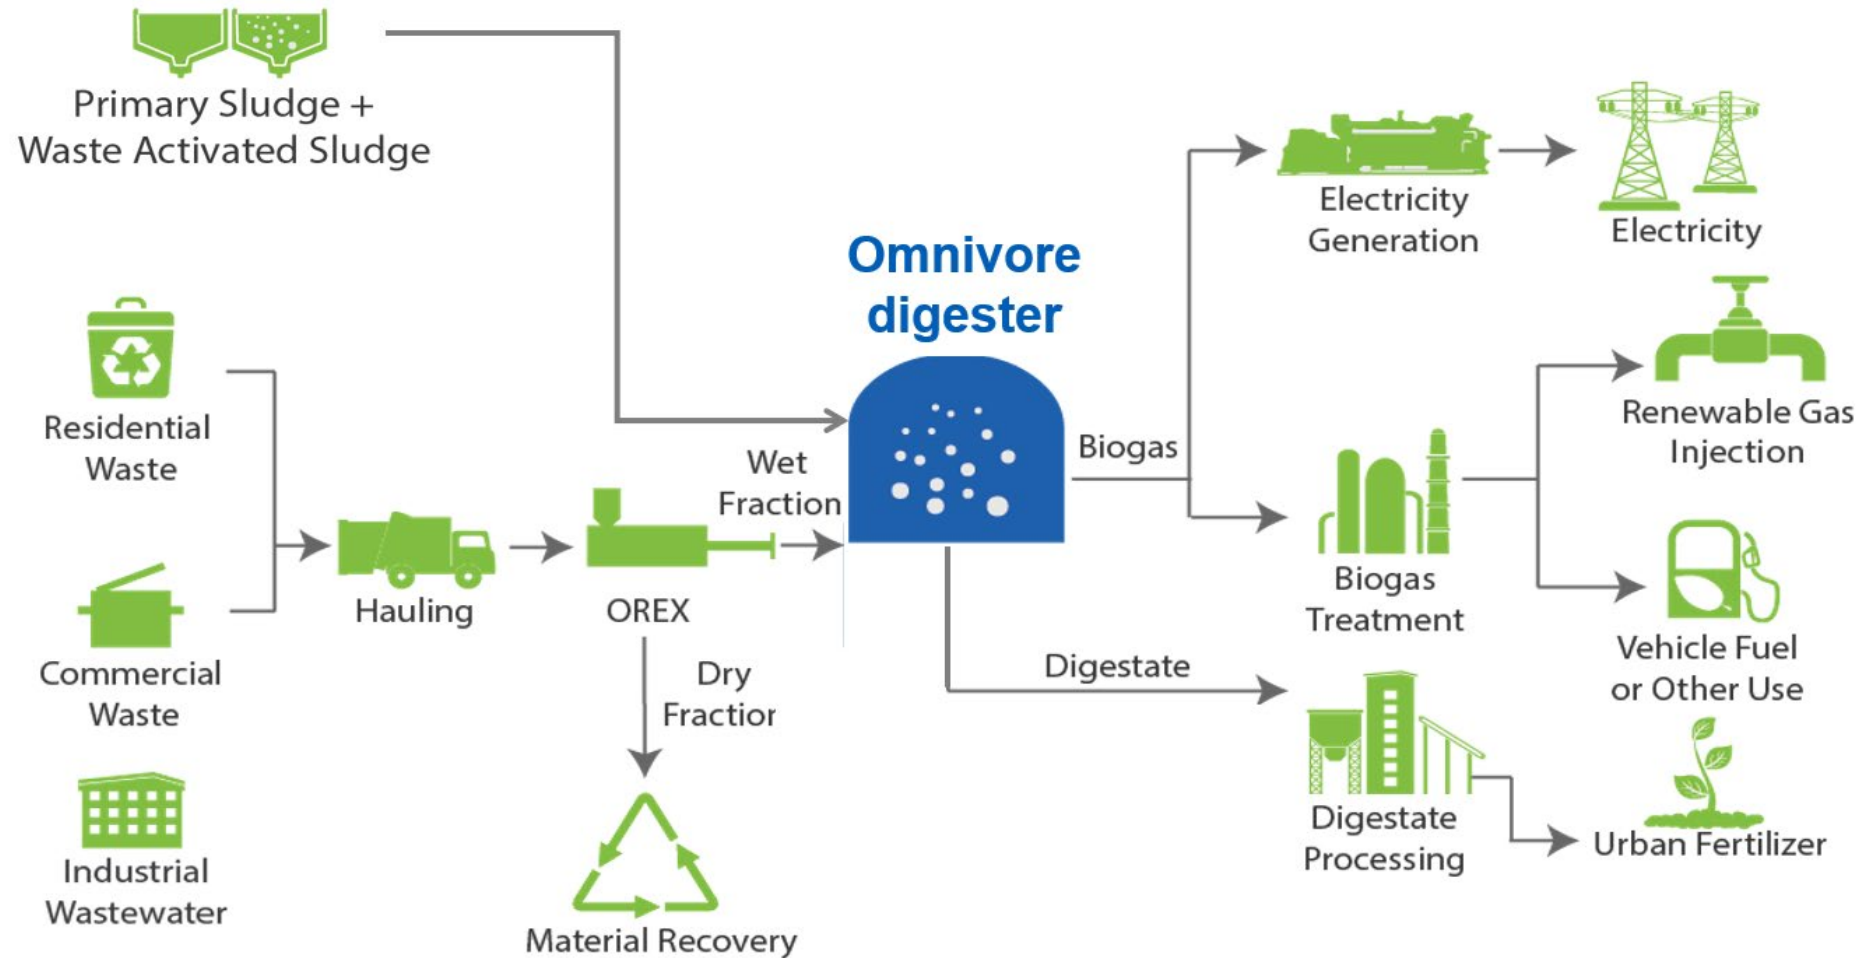 Primary Sludge +
Waste Activated Sludge
Residential
Waste
Commercial
Waste
Industrial
Wastewater
Hauling
OREX
Wet
Fraction
Dry
Fractior
Material Recovery
Omnivore
digester
Biogas
Digestate
Electricity
Generation
Electricity
Biogas
Treatment
Renewable Gas
Injection
Vehicle Fuel
or Other Use
Digestate
Processing
Urban Fertilizer